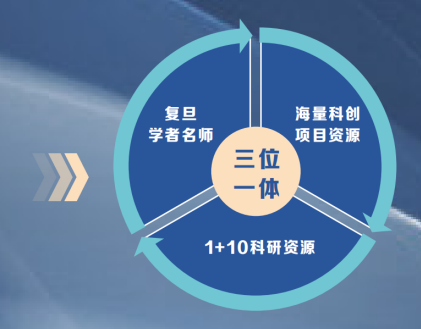 复旦
学者名师
海量科创
项目资源
三位
一体
1+10科研资源